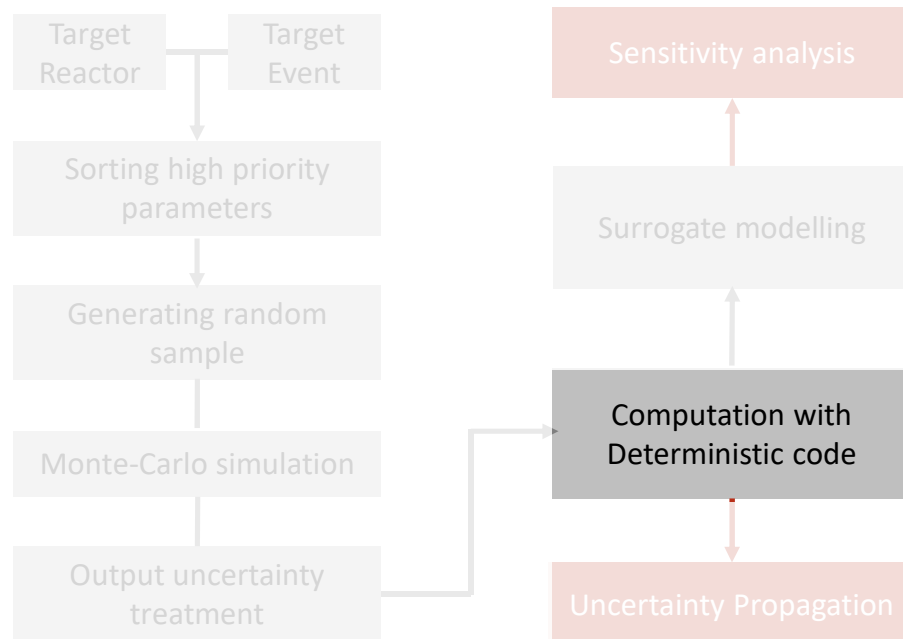 Target
Reactor
Target
Event
Sorting high priority
parameters
Generating random
sample
Monte-Carlo simulation
Output uncertainty
treatment
Sensitivity analysis
Surrogate modelling
Computation with
Deterministic code
Uncertainty Propagation